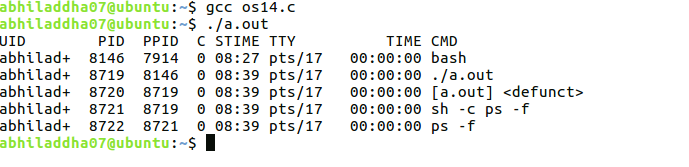 abhiladdha07@ubuntu:~$ gcc os14.c
abhiladdha07@ubuntu:~$ ./a.out
UID        PID  PPID  C STIME TTY          TIME CMD
abhilad+  8146  7914  0 08:27 pts/17   00:00:00 bash
abhilad+  8719  8146  0 08:39 pts/17   00:00:00 ./a.out
abhilad+  8720  8719  0 08:39 pts/17   00:00:00 [a.out] <defunct>
abhilad+  8721  8719  0 08:39 pts/17   00:00:00 sh -c ps -f
abhilad+  8722  8721  0 08:39 pts/17   00:00:00 ps -f
abhiladdha07@ubuntu:~$